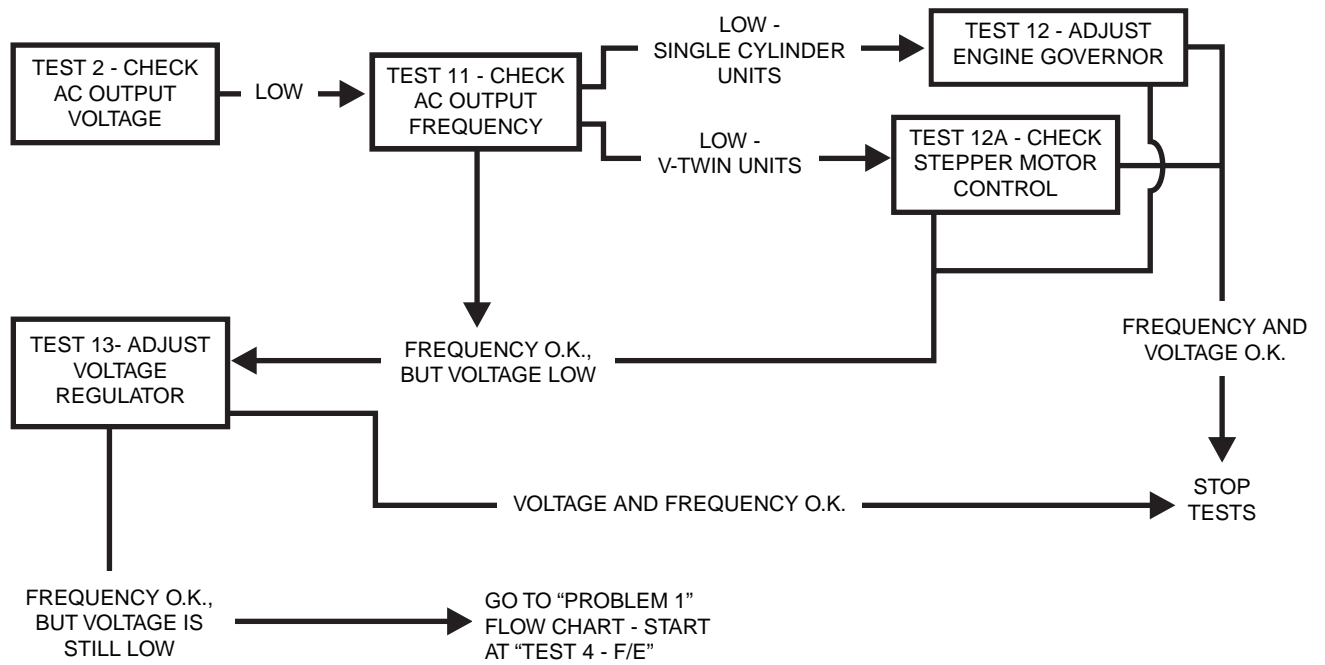 TEST 2 - CHECK
AC OUTPUT
VOLTAGE
LOW
TEST 11 - CHECK
AC OUTPUT
FREQUENCY
LOW -
SINGLE CYLINDER
UNITS
TEST 12 - ADJUST
ENGINE GOVERNOR
LOW -
V-TWIN UNITS
TEST 12A - CHECK
STEPPER MOTOR
CONTROL
TEST 13- ADJUST
VOLTAGE
REGULATOR
FREQUENCY O.K.,
BUT VOLTAGE LOW
FREQUENCY AND
VOLTAGE O.K.
VOLTAGE AND FREQUENCY O.K.
STOP
TESTS
FREQUENCY O.K.,
BUT VOLTAGE IS
STILL LOW
GO TO “PROBLEM 1”
FLOW CHART - START
AT “TEST 4 - F/E”